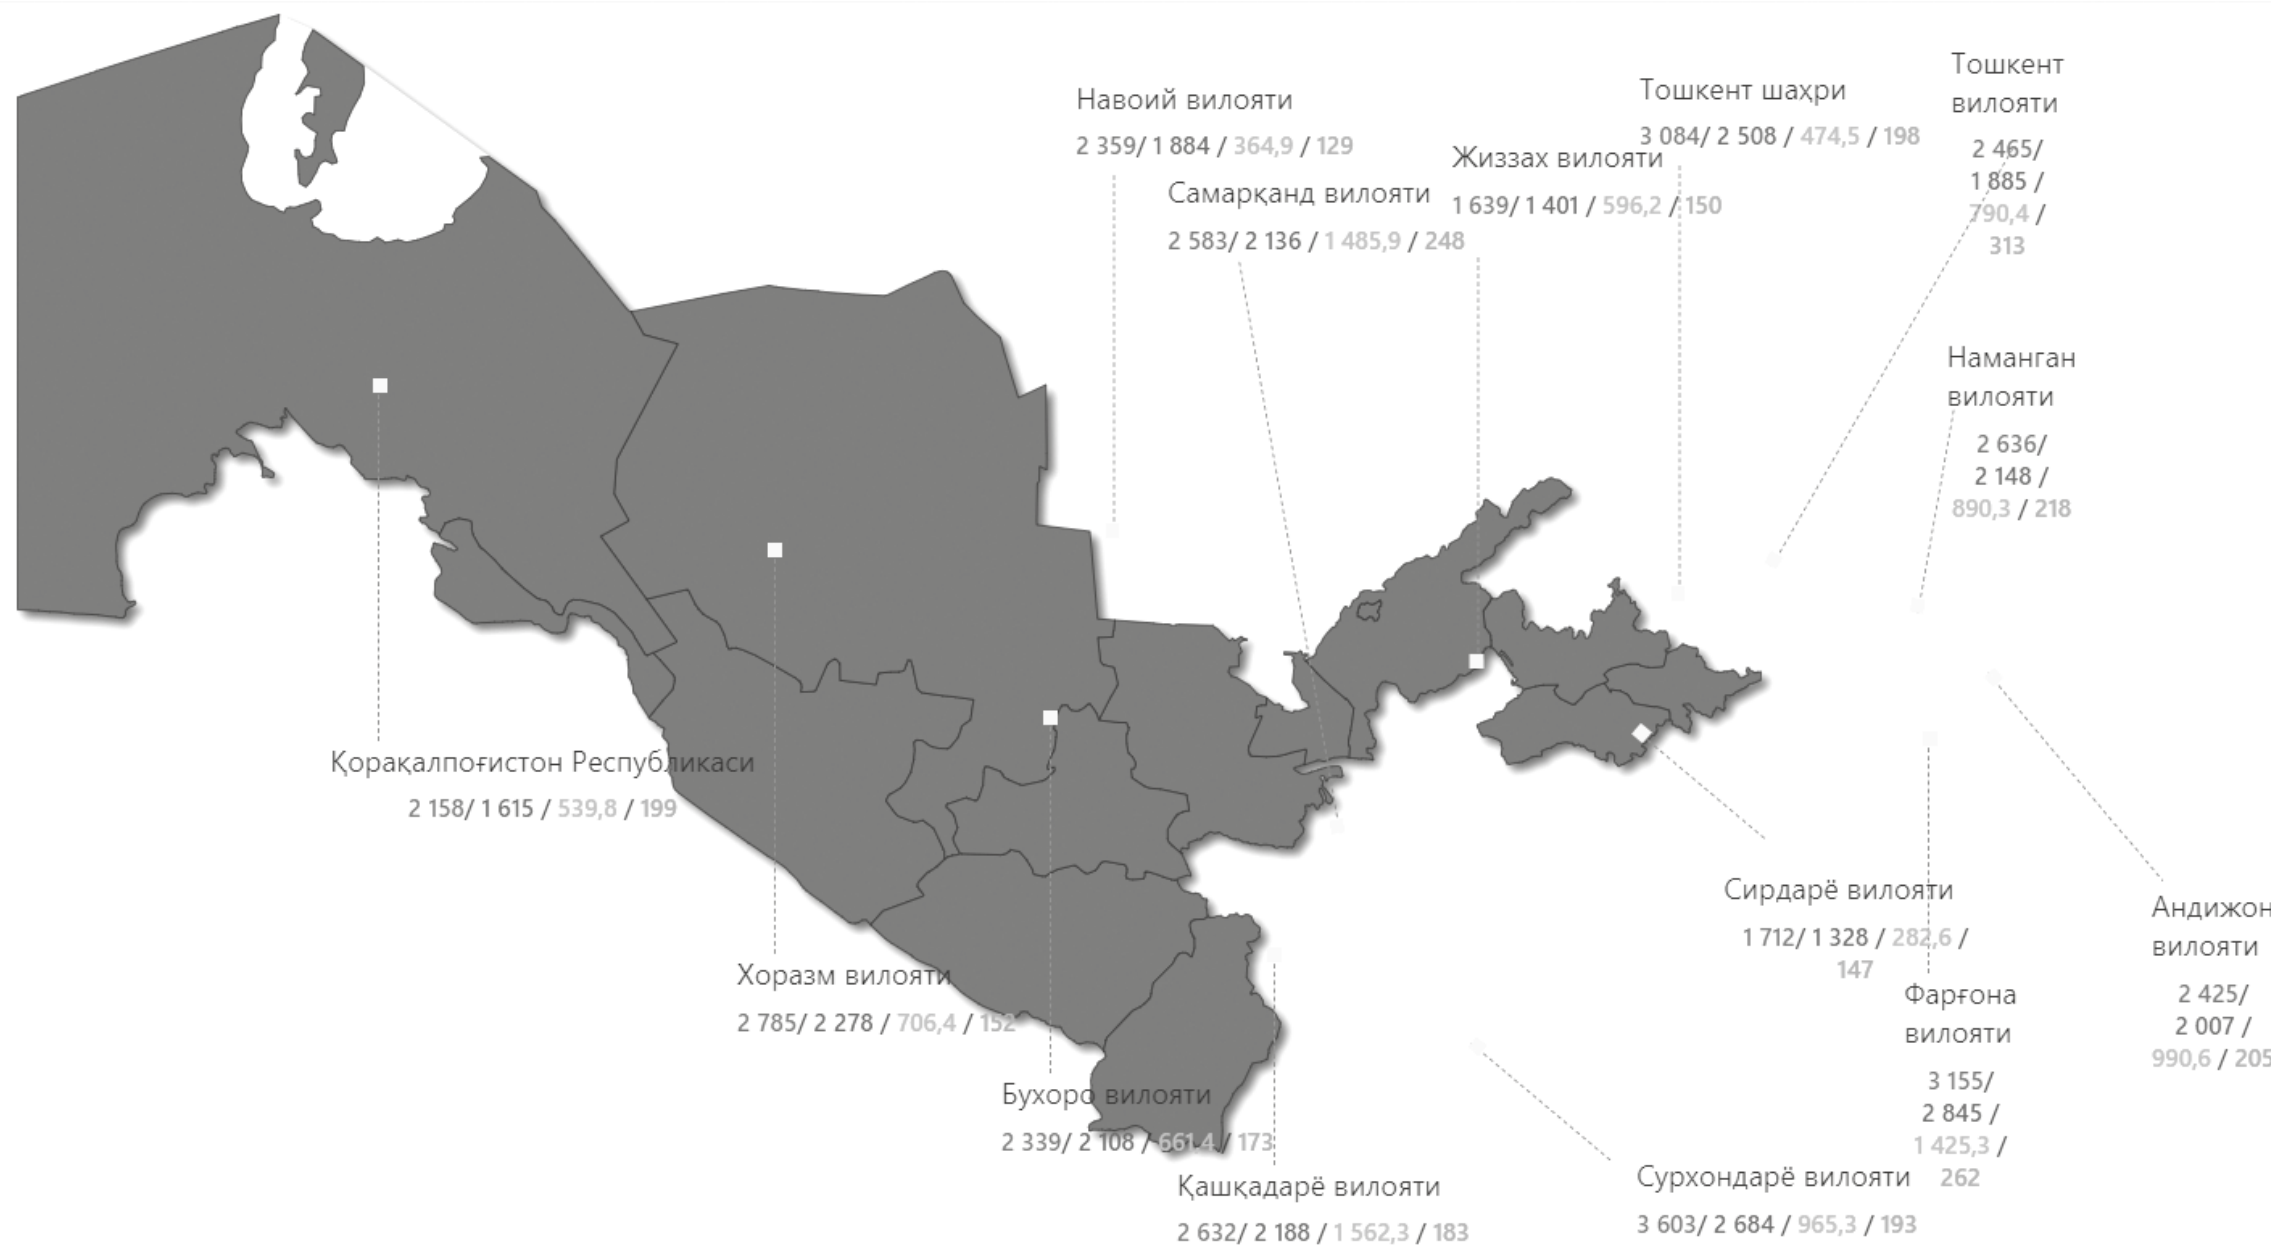 Навоий вилояти
2 359/ 1 884 / 364,9 / 129
Самарқанд вилояти
2 583/ 2 136 / 1 485,9 / 248
Жиззах вилояти
1 639/ 1 401 / 596,2 / 150
Тошкент шаҳри
3 084/ 2 508 / 474,5 / 198
Тошкент
вилояти
2 465/
1 885 /
790,4 /
313
Наманган
вилояти
2 636/
2 148 /
890,3 / 218
Қорақалпоғистон Республикаси
2 158/ 1 615 / 539,8 / 199
Хоразм вилояти
2 785/ 2 278 / 706,4 / 152
Бухоро вилояти
2 339/ 2 108 / 661,4 / 173
Қашқадарё вилояти
2 632/ 2 188 / 1 562,3 / 183
Сурхондарё вилояти
3 603/ 2 684 / 965,3 / 193
Сирдарё вилояти
1 712/ 1 328 / 282,6 /
147
Фарғона
вилояти
3 155/
2 845 /
1 425,3 /
262
Андижон
вилояти
2 425/
2 007 /
990,6 / 205